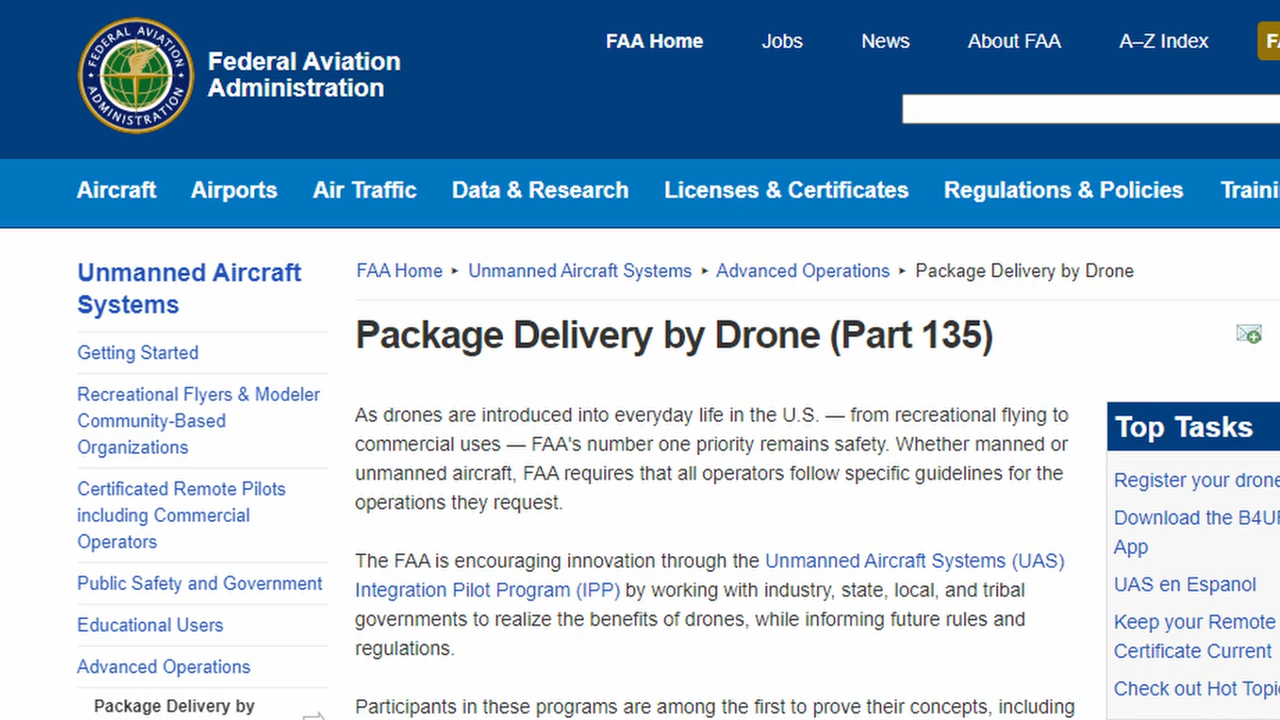 FEDERAL AVIATION
ADMINISTRATION
Federal Aviation
Administration
FAA Home Jobs News About FAA A–Z Index
Aircraft Airports Air Traffic Data & Research Licenses & Certificates Regulations & Policies
Unmanned Aircraft
Systems
Getting Started
Recreational Flyers & Modeler
Community-Based
Organizations
Certificated Remote Pilots
including Commercial
Operators
Public Safety and Government
Educational Users
Advanced Operations
Package Delivery by
FAA Home ▸ Unmanned Aircraft Systems ▸ Advanced Operations ▸ Package Delivery by Drone
Package Delivery by Drone (Part 135)
As drones are introduced into everyday life in the U.S. — from recreational flying to
commercial uses — FAA's number one priority remains safety. Whether manned or
unmanned aircraft, FAA requires that all operators follow specific guidelines for the
operations they request.
The FAA is encouraging innovation through the Unmanned Aircraft Systems (UAS)
Integration Pilot Program (IPP) by working with industry, state, local, and tribal
governments to realize the benefits of drones, while informing future rules and
regulations.
Participants in these programs are among the first to prove their concepts, including
Top Tasks
Register your drone
Download the
App
UAS en Espanol
Keep your Remote
Certificate Current
Check out Hot